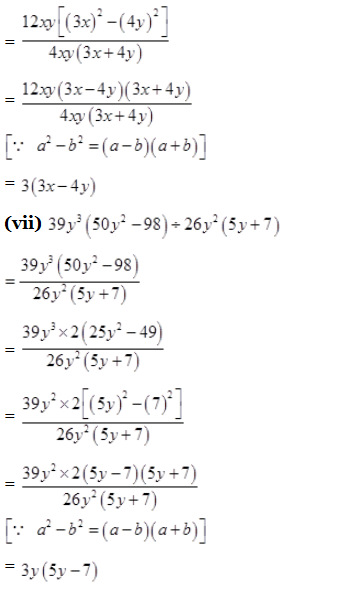 = 12xy[(3x)² − (4y)²] / 4xy(3x+4y)
= 12xy(3x−4y)(3x+4y) / 4xy(3x+4y)
[∵ a² − b² = (a−b)(a+b)]
= 3(3x−4y)
(vii) 39y³(50y² − 98) ÷ 26y²(5y+7)
= 39y³(50y² − 98) / 26y²(5y+7)
= 39y³ × 2(25y² − 49) / 26y²(5y+7)
= 39y² × 2[(5y)² − (7)²] / 26y²(5y+7)
= 39y² × 2(5y−7)(5y+7) / 26y²(5y+7)
[∵ a² − b² = (a−b)(a+b)]
= 3y(5y−7)